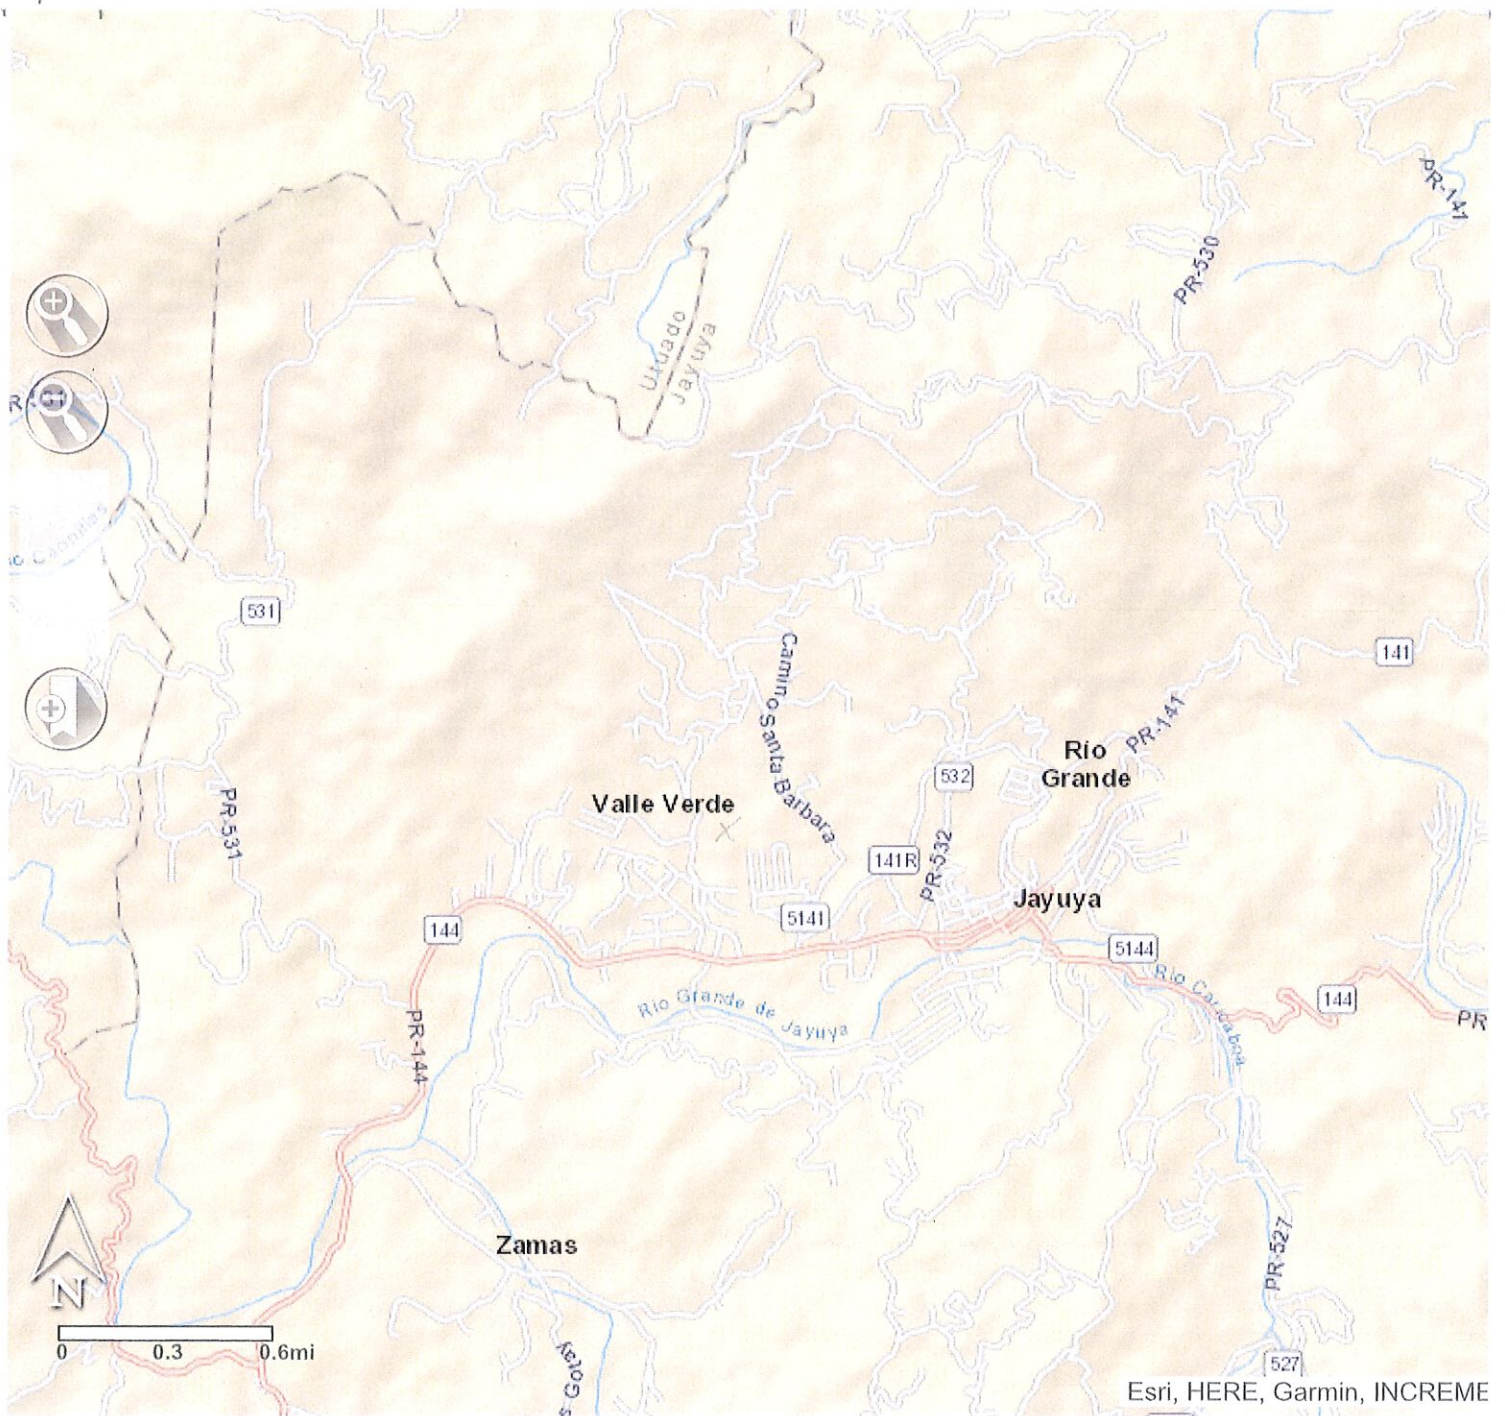 PR-141
PR-530
Utuado
Jayuya
531
Camino Santa Barbara
141
PR-141
Río
Grande
532
Valle Verde
PR-531
141R
PR-532
Jayuya
5141
144
5144
Río Grande de Jayuya
144
PR-144
PR
Zamas
PR-527
N
0 0.3 0.6mi
527
Esri, HERE, Garmin, INCREME